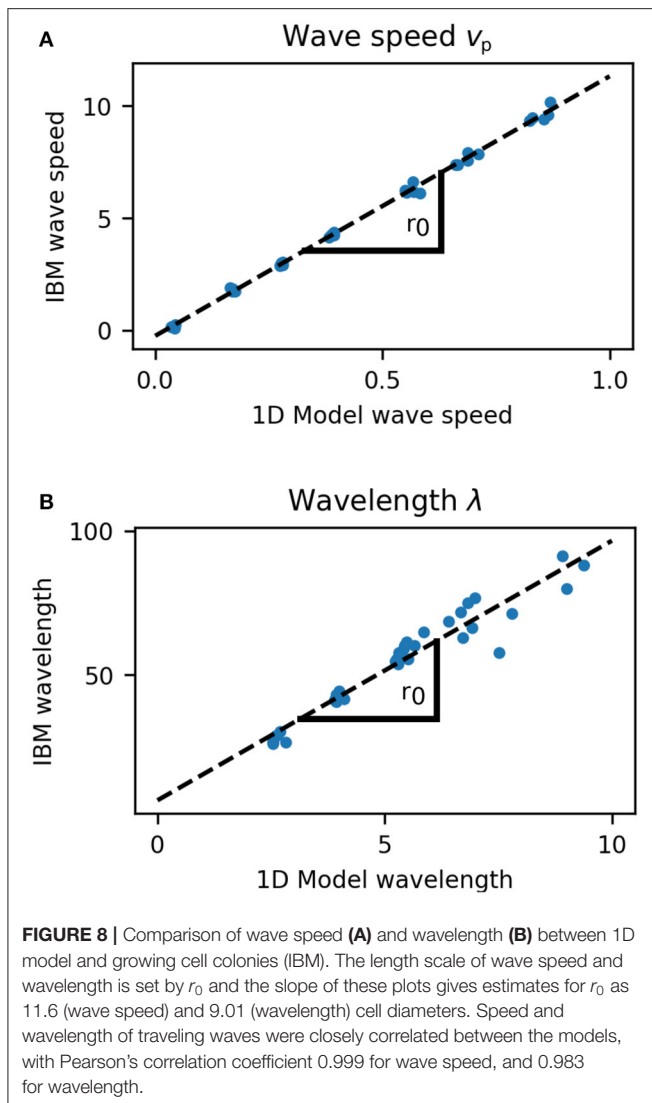 A
Wave speed vp
IBM wave speed
10
5
0
r0
0.0 0.5 1.0
1D Model wave speed
B
Wavelength λ
IBM wavelength
100
50
r0
0 5 10
1D Model wavelength
FIGURE 8 | Comparison of wave speed (A) and wavelength (B) between 1D
model and growing cell colonies (IBM). The length scale of wave speed and
wavelength is set by r0 and the slope of these plots gives estimates for r0 as
11.6 (wave speed) and 9.01 (wavelength) cell diameters. Speed and
wavelength of traveling waves were closely correlated between the models,
with Pearson's correlation coefficient 0.999 for wave speed, and 0.983
for wavelength.